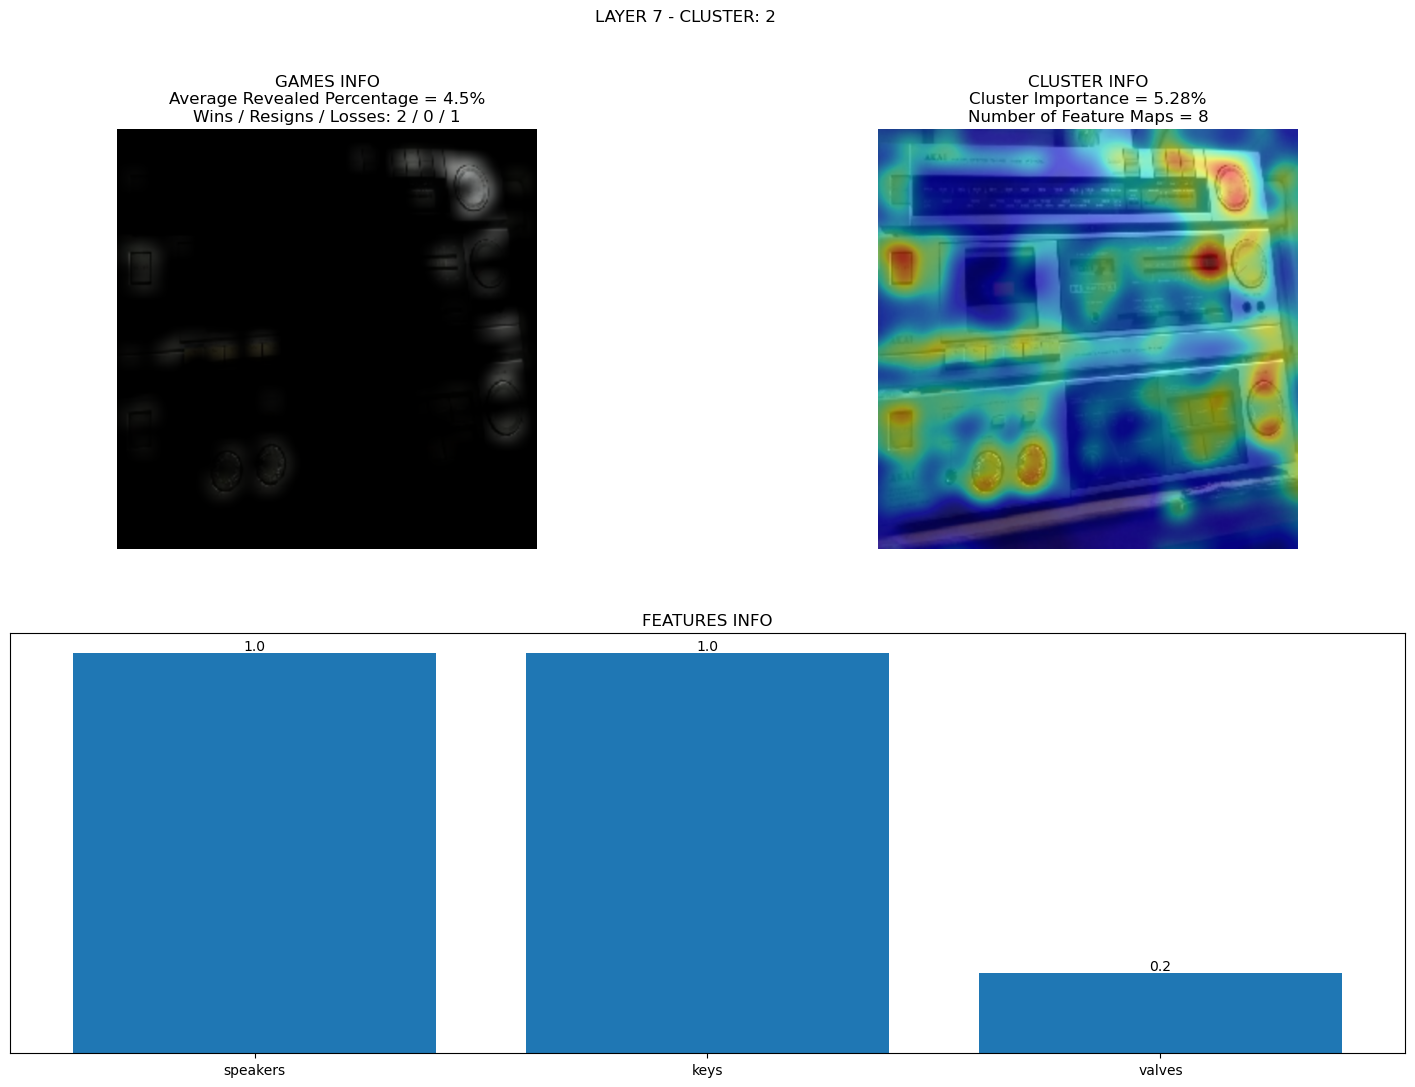 LAYER 7 - CLUSTER: 2
GAMES INFO
Average Revealed Percentage = 4.5%
Wins / Resigns / Losses: 2 / 0 / 1
CLUSTER INFO
Cluster Importance = 5.28%
Number of Feature Maps = 8
AKAI
FEATURES INFO
1.0
1.0
0.2
speakers
keys
valves